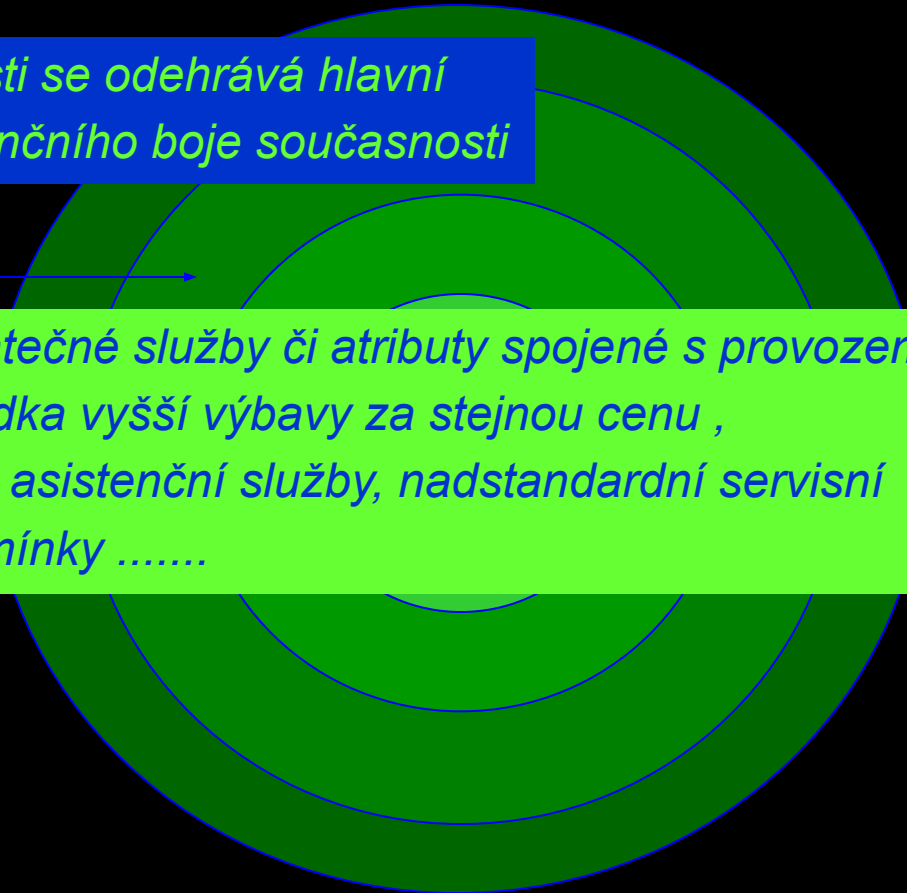 sti se odehrává hlavní
nčního boje současnosti
tečné služby či atributy spojené s provozen
dka vyšší výbavy za stejnou cenu ,
asistenční služby, nadstandardní servisní
mínky .......